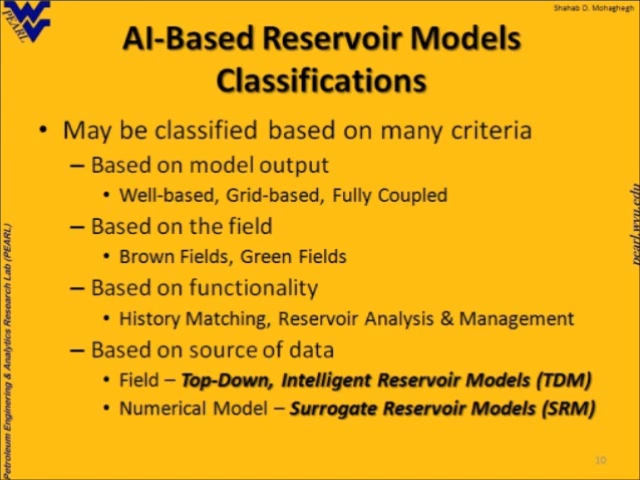 Shahab D. Mohaghegh
PEARL
AI-Based Reservoir Models
Classifications
• May be classified based on many criteria
– Based on model output
• Well-based, Grid-based, Fully Coupled
– Based on the field
• Brown Fields, Green Fields
– Based on functionality
• History Matching, Reservoir Analysis & Management
– Based on source of data
• Field – Top-Down, Intelligent Reservoir Models (TDM)
• Numerical Model – Surrogate Reservoir Models (SRM)
Petroleum Enginering & Analytics Research Lab (PEARL)
pearl.wvu.edu
10